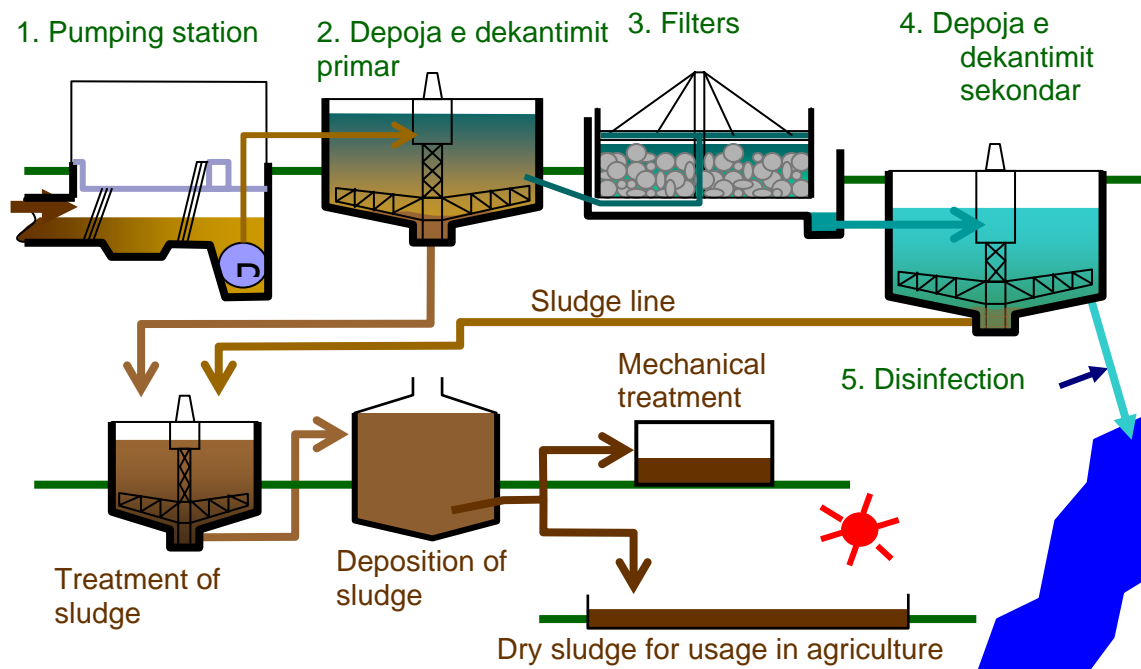 1. Pumping station
2. Depoja e dekantimit
primar
3. Filters
4. Depoja e
dekantimit
sekondar
Sludge line
Mechanical
treatment
5. Disinfection
Treatment of
sludge
Deposition of
sludge
Dry sludge for usage in agriculture